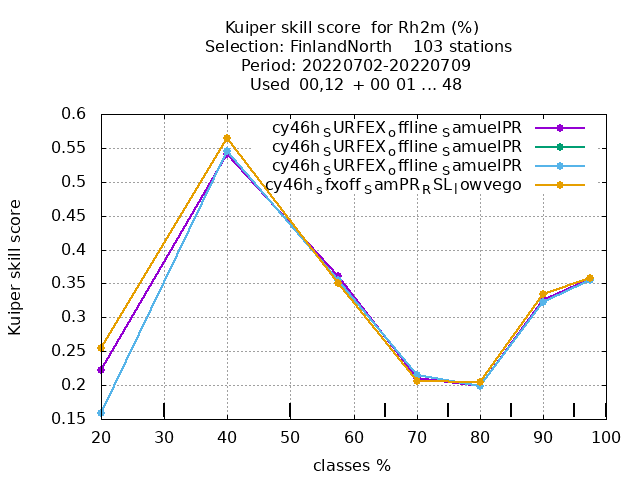 Kuiper skill score for Rh2m (%)
Selection: FinlandNorth 103 stations
Period: 20220702-20220709
Used 00,12 + 00 01 ... 48
cy46h_SURFEX_offline_SamuelPR
cy46h_SURFEX_offline_SamuelPR
cy46h_SURFEX_offline_SamuelPR
cy46h_sfxoff_SamPR_RSL_lowvego
Kuiper skill score
0.6
0.55
0.5
0.45
0.4
0.35
0.3
0.25
0.2
0.15
20 30 40 50 60 70 80 90 100
classes %